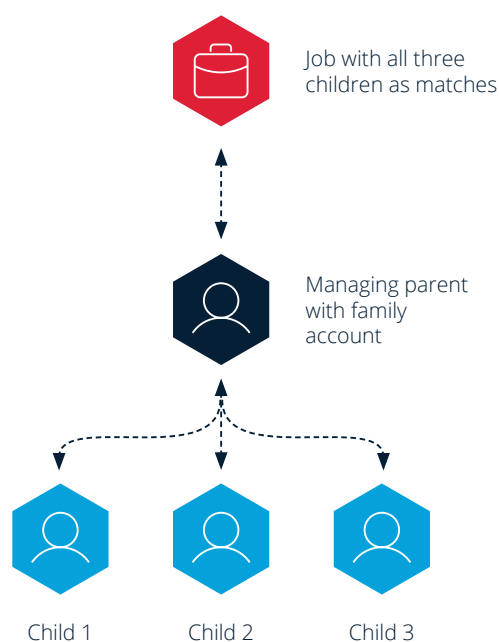 Job with all three
children as matches
Managing parent
with family
account
Child 1
Child 2
Child 3